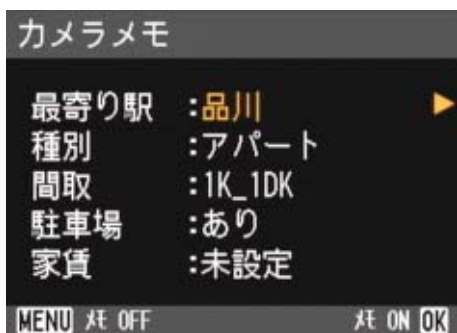 カメラメモ
最寄り駅 :品川
種別 :アパート
間取 :1K_1DK
駐車場 :あり
家賃 :未設定
MENU ﾒﾓ OFF ﾒﾓ ON OK